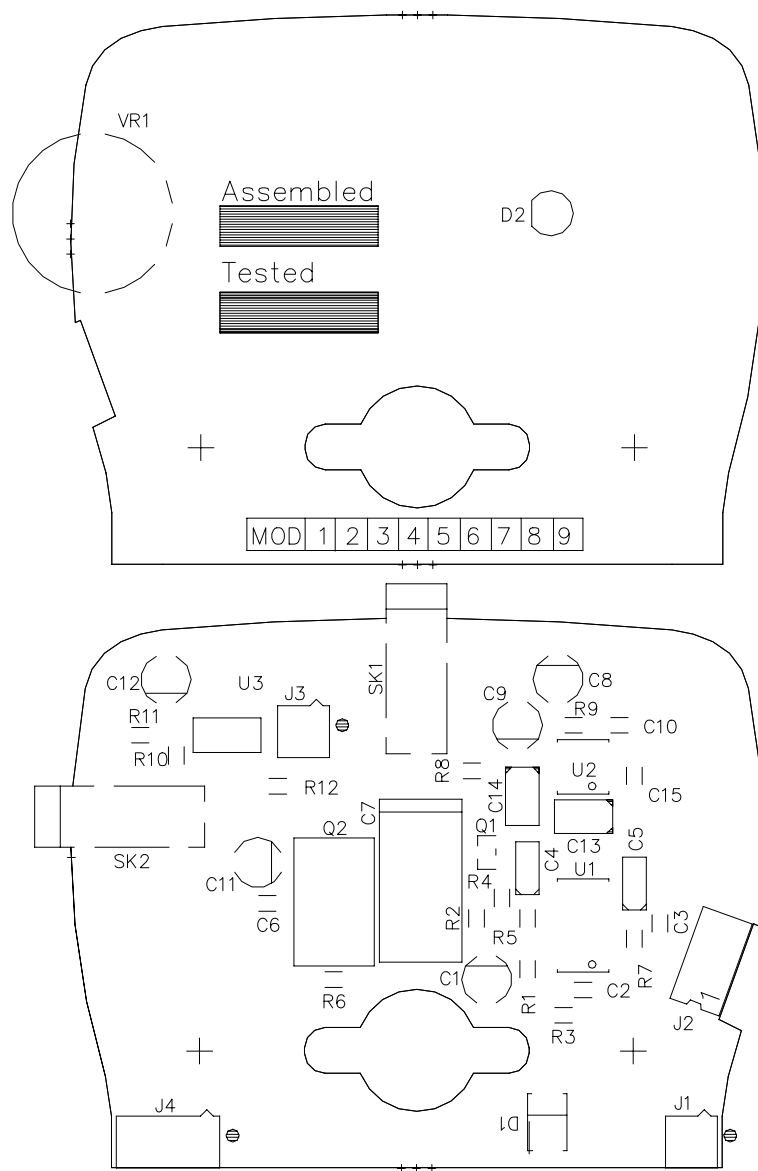 VR1
Assembled
D2
Tested
MOD 1 2 3 4 5 6 7 8 9
SK1
C12
U3
J3
C9
C8
R11
R9
C10
R10
R8
R12
U2
C14
C15
C7
Q2
Q1
C13
C5
SK2
C4
U1
C11
R4
C6
R2
R5
C3
R7
R6
C1
R1
C2
1
J2
R3
J4
D1
J1